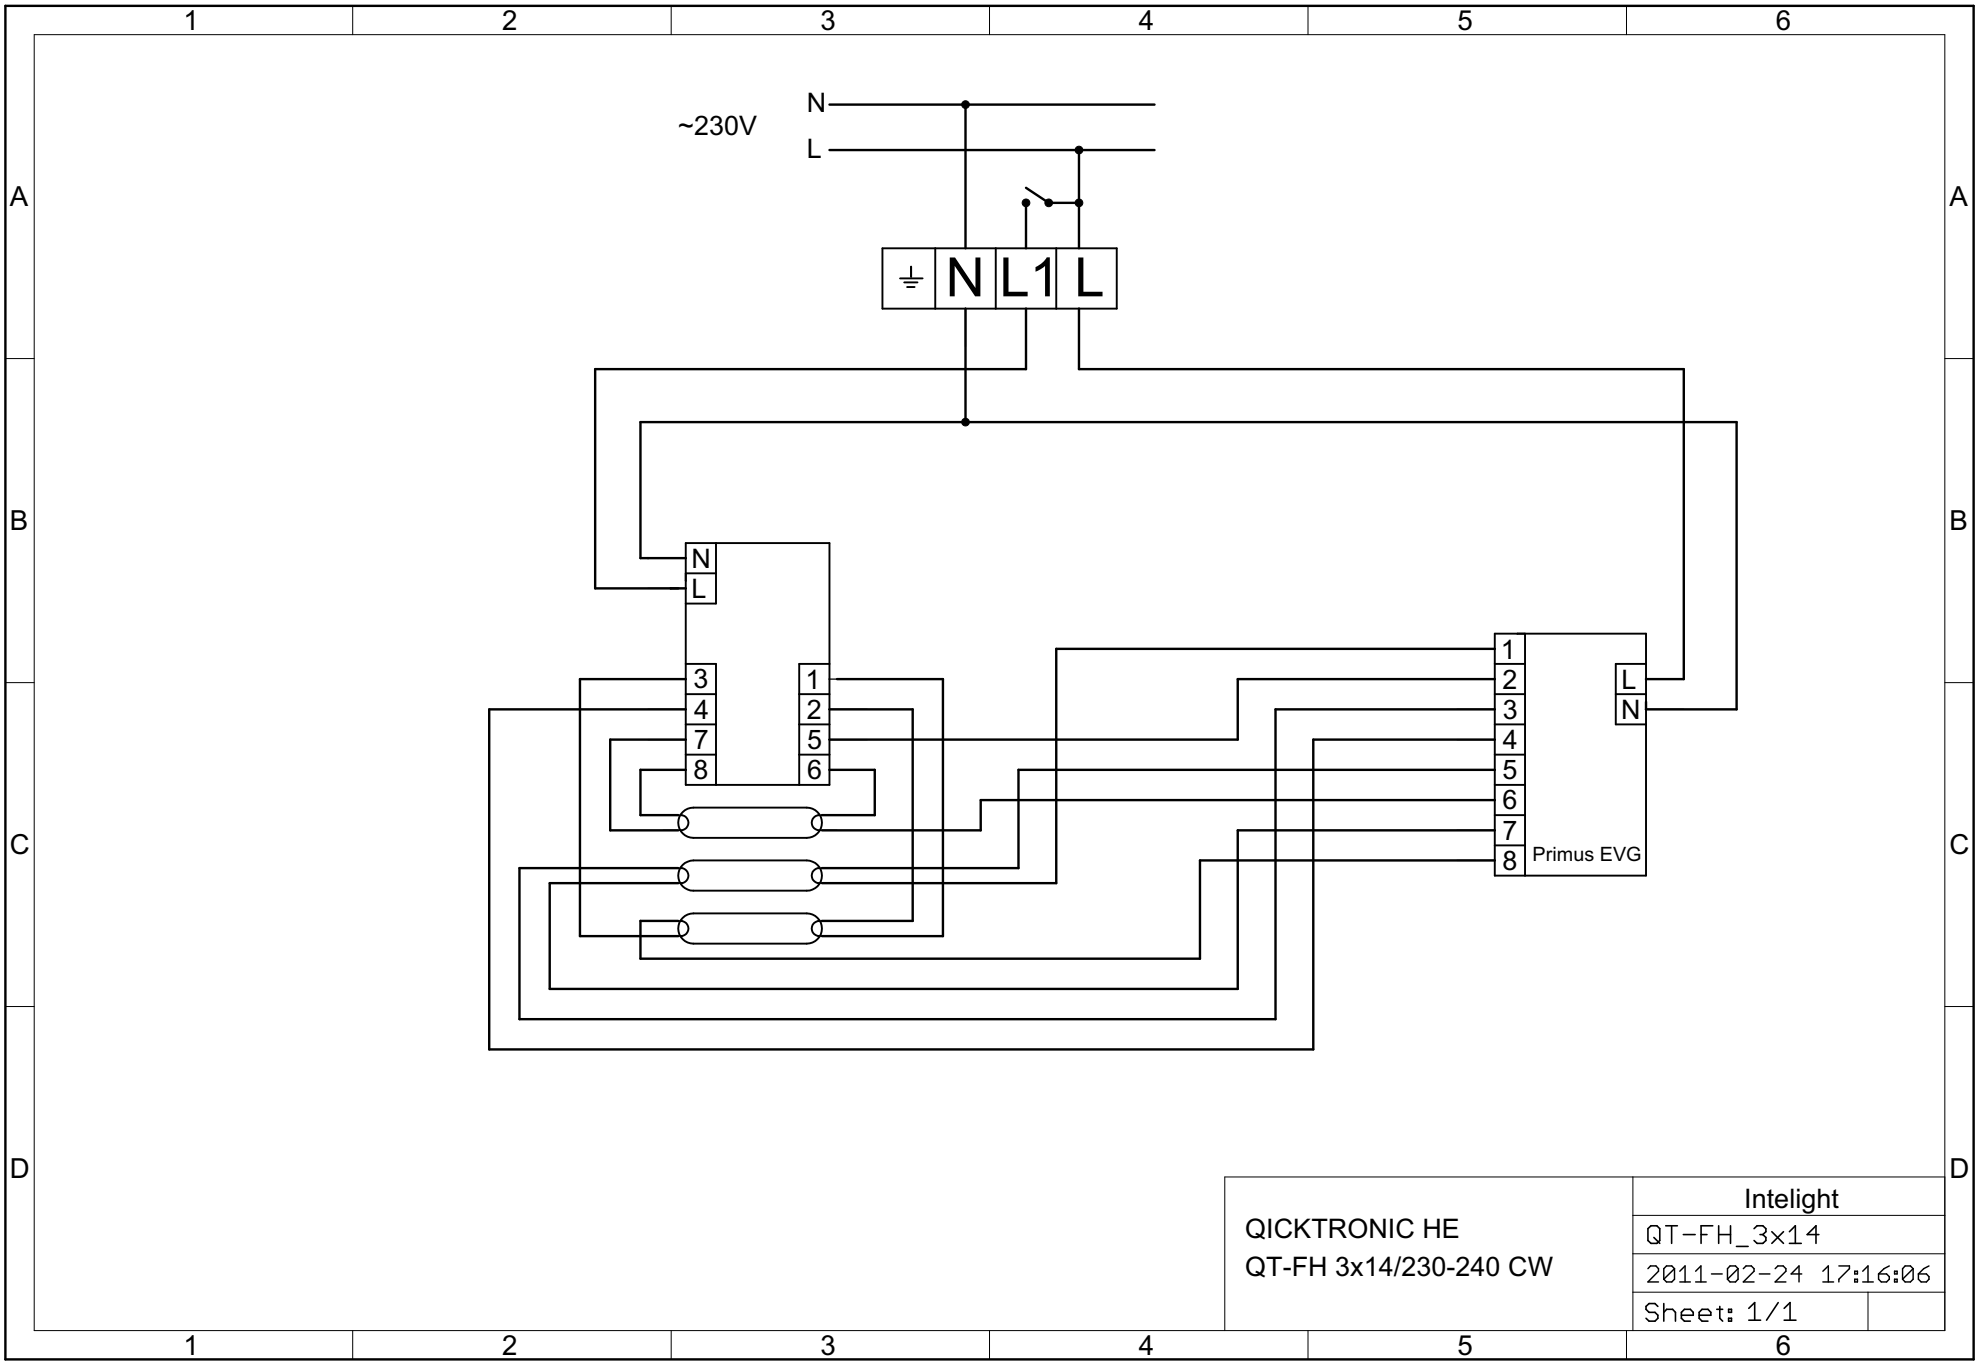 1 2 3 4 5 6
N
~230V
L
A A
N L1 L
B B
N
L
1
3 1 2 L
4 2 3 N
7 5 4
8 6 5
6
7
8 Primus EVG
C C
D D
Intelight
QICKTRONIC HE
QT-FH_3x14
QT-FH 3x14/230-240 CW
2011-02-24 17:16:06
Sheet: 1/1
1 2 3 4 5 6